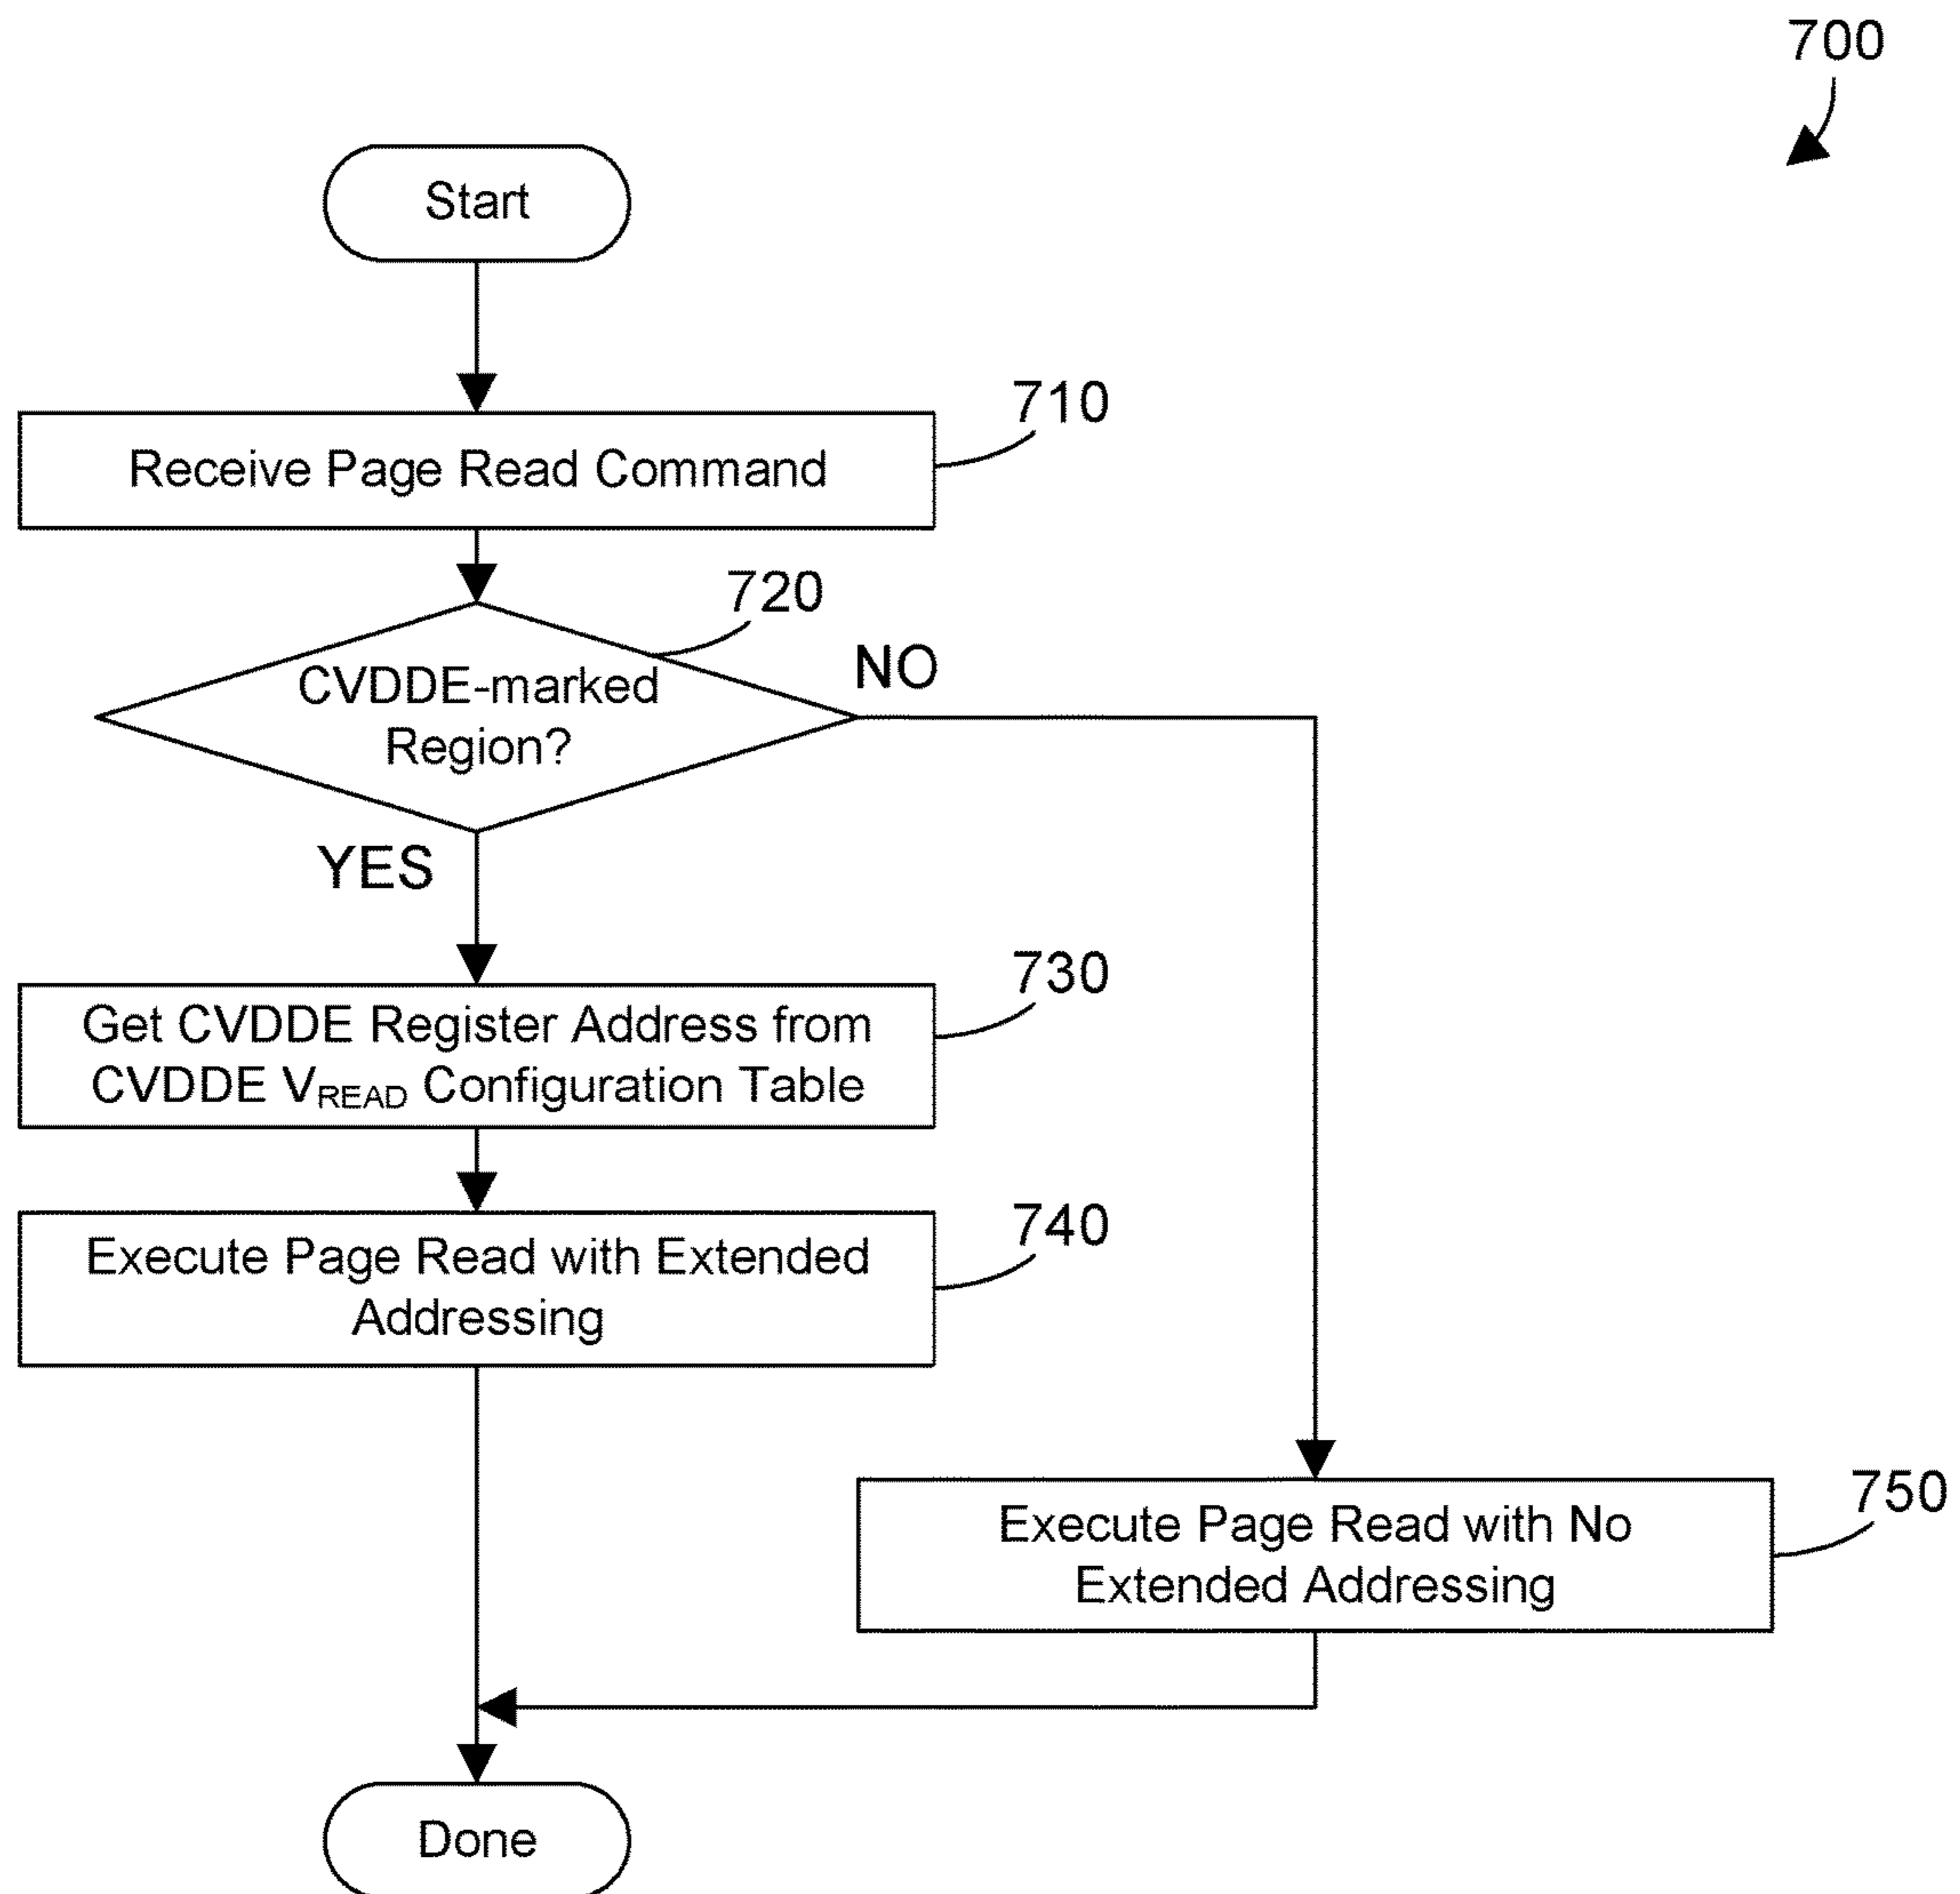 700
Start
710
Receive Page Read Command
720
NO
CVDDE-marked
Region?
YES
730
Get CVDDE Register Address from
CVDDE VREAD Configuration Table
740
Execute Page Read with Extended
Addressing
750
Execute Page Read with No
Extended Addressing
Done